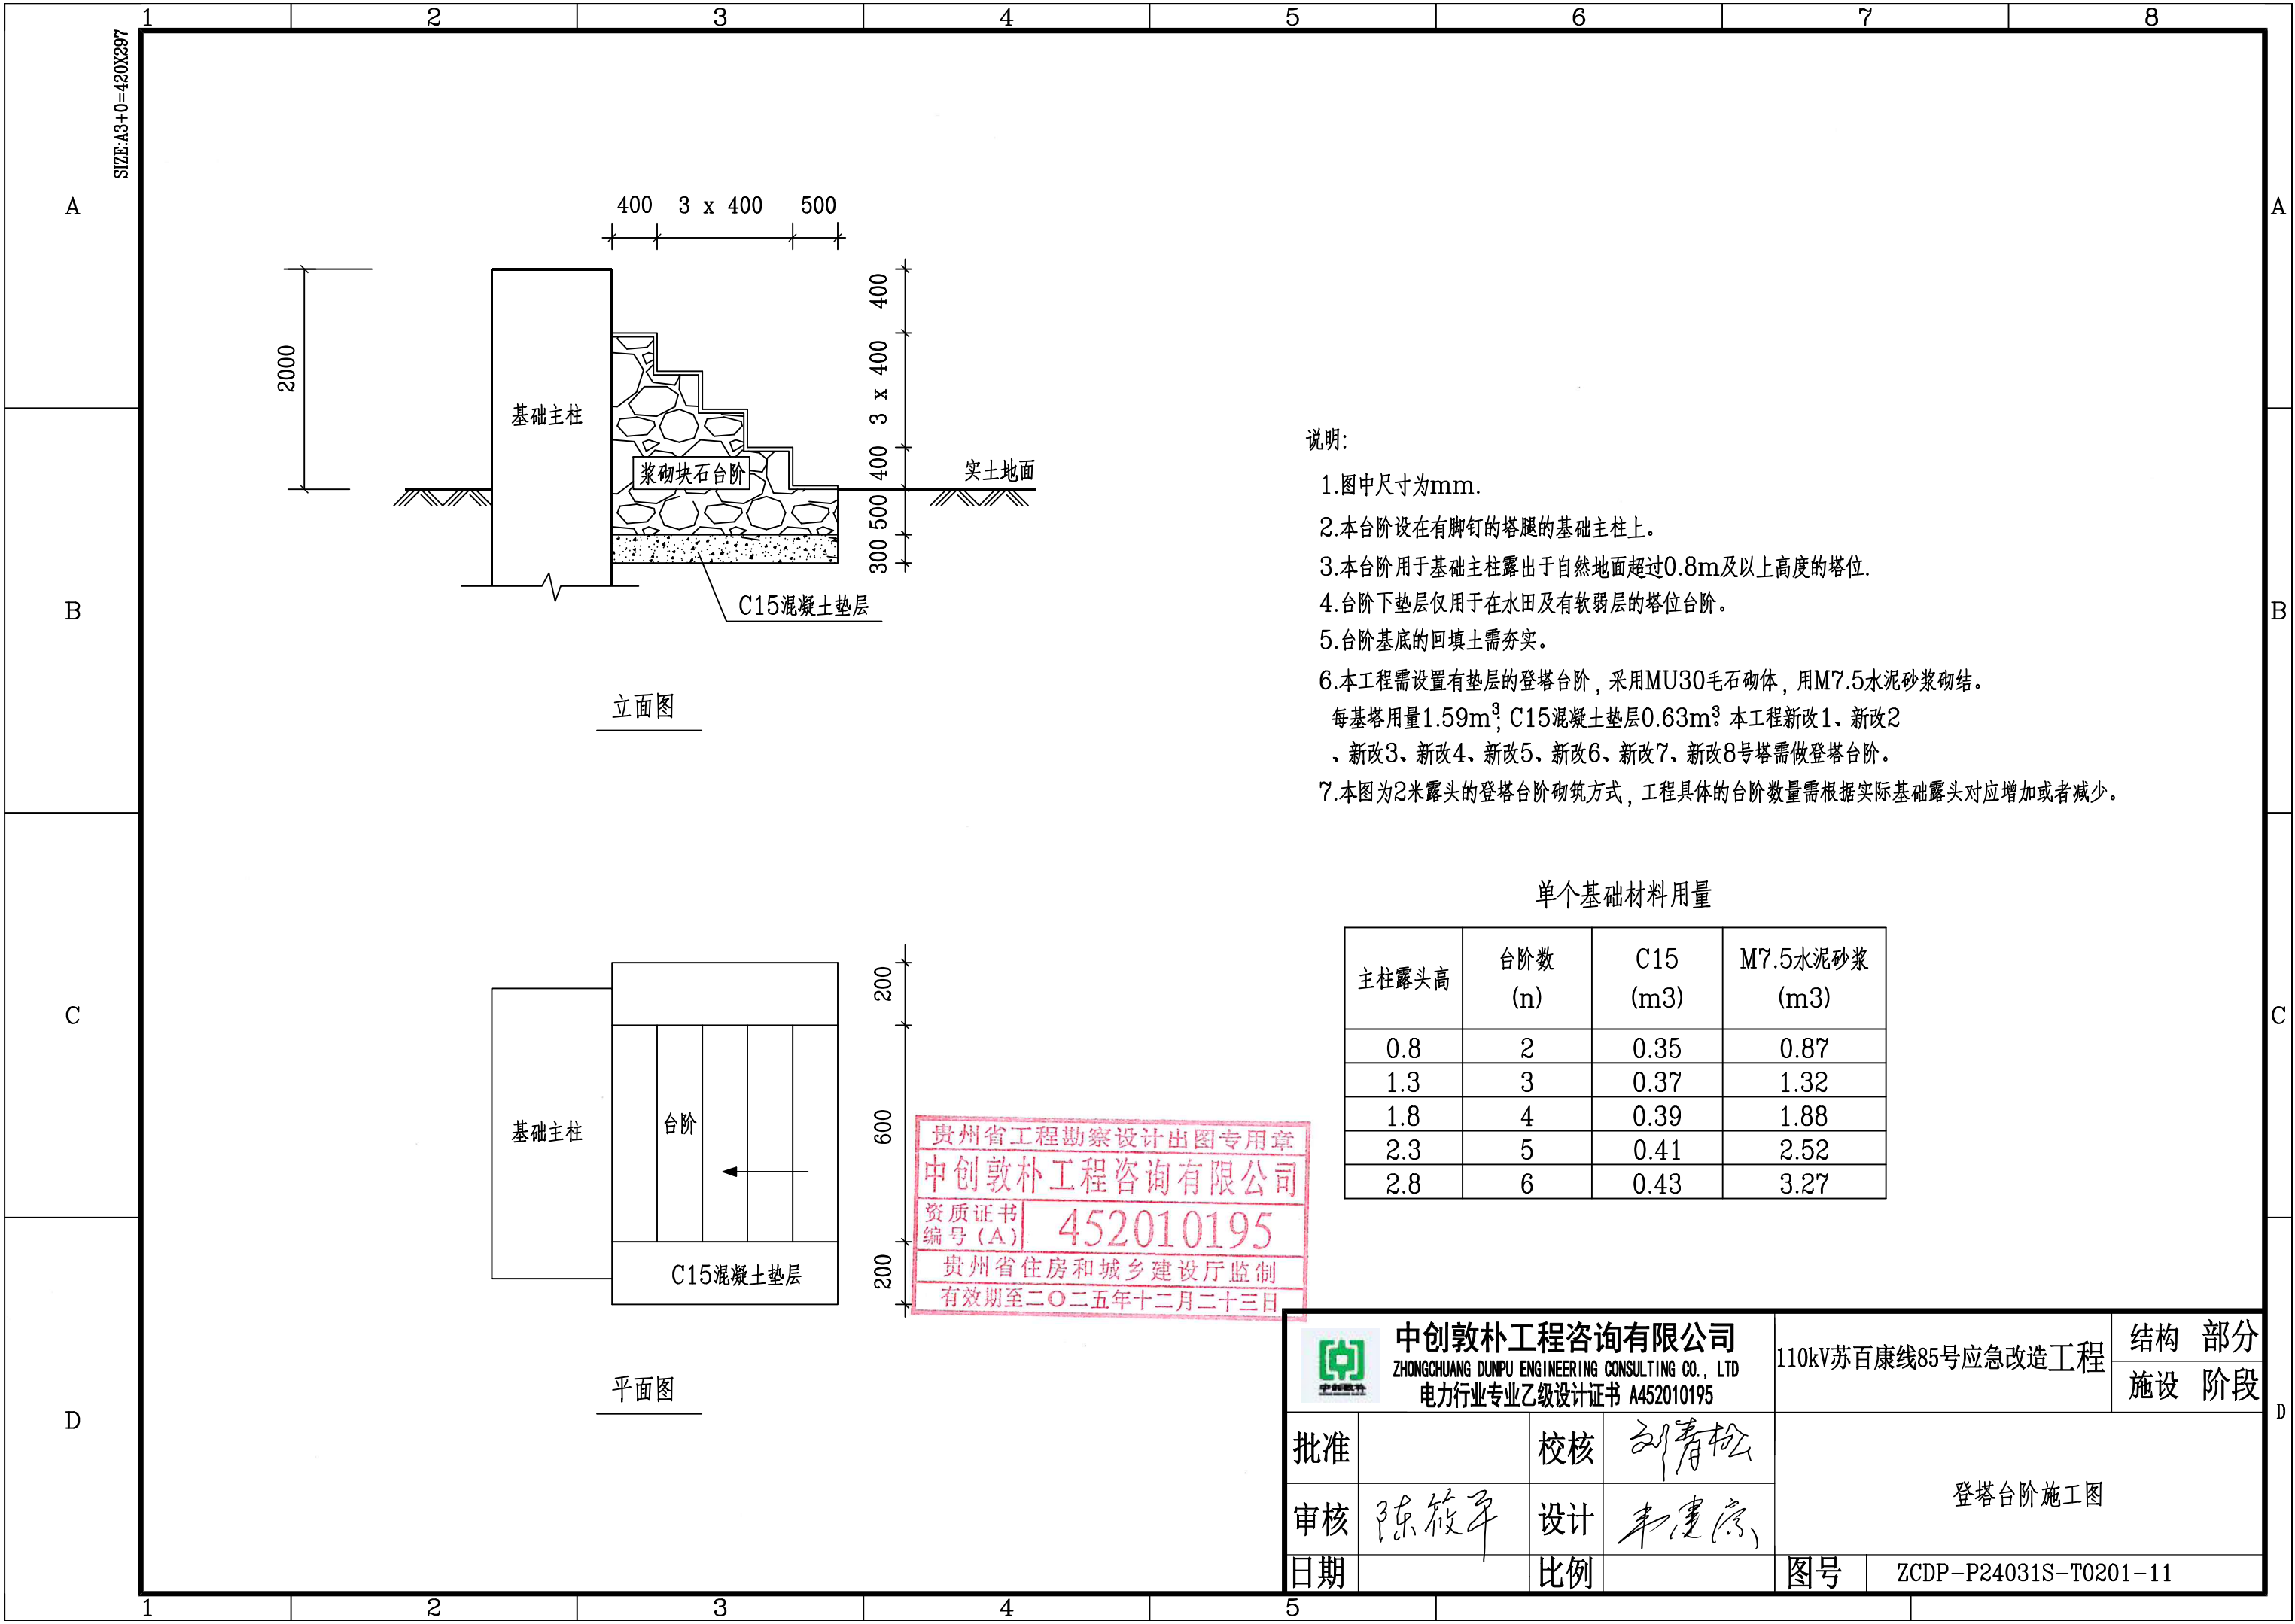 1 2 3 4 5 6 7 8
SIZE:A3+0=420X297
A A
B B
C C
D D
400 3 x 400 500
2000
400
3 x 400
400
500
300
基础主柱
浆砌块石台阶
实土地面
C15混凝土垫层
立面图
说明:
1.图中尺寸为mm.
2.本台阶设在有脚钉的塔腿的基础主柱上。
3.本台阶用于基础主柱露出于自然地面超过0.8m及以上高度的塔位.
4.台阶下垫层仅用于在水田及有软弱层的塔位台阶。
5.台阶基底的回填土需夯实。
6.本工程需设置有垫层的登塔台阶,采用MU30毛石砌体,用M7.5水泥砂浆砌结。
每基塔用量1.59m³; C15混凝土垫层0.63m³. 本工程新改1、新改2
、新改3、新改4、新改5、新改6、新改7、新改8号塔需做登塔台阶。
7.本图为2米露头的登塔台阶砌筑方式,工程具体的台阶数量需根据实际基础露头对应增加或者减少。
单个基础材料用量
主柱露头高 台阶数 (n) C15 (m3) M7.5水泥砂浆 (m3)
0.8 2 0.35 0.87
1.3 3 0.37 1.32
1.8 4 0.39 1.88
2.3 5 0.41 2.52
2.8 6 0.43 3.27
200
600
200
基础主柱
台阶
C15混凝土垫层
平面图
贵州省工程勘察设计出图专用章
中创敦朴工程咨询有限公司
资质证书编号(A) 452010195
贵州省住房和城乡建设厅监制
有效期至二〇二五年十二月二十三日
中创敦朴
中创敦朴工程咨询有限公司
ZHONGCHUANG DUNPU ENGINEERING CONSULTING CO., LTD
电力行业专业乙级设计证书 A452010195
110kV苏百康线85号应急改造工程
结构 部分
施设 阶段
批准 校核 刘青松
审核 陈筱平 设计
登塔台阶施工图
日期 比例 图号 ZCDP-P24031S-T0201-11
1 2 3 4 5